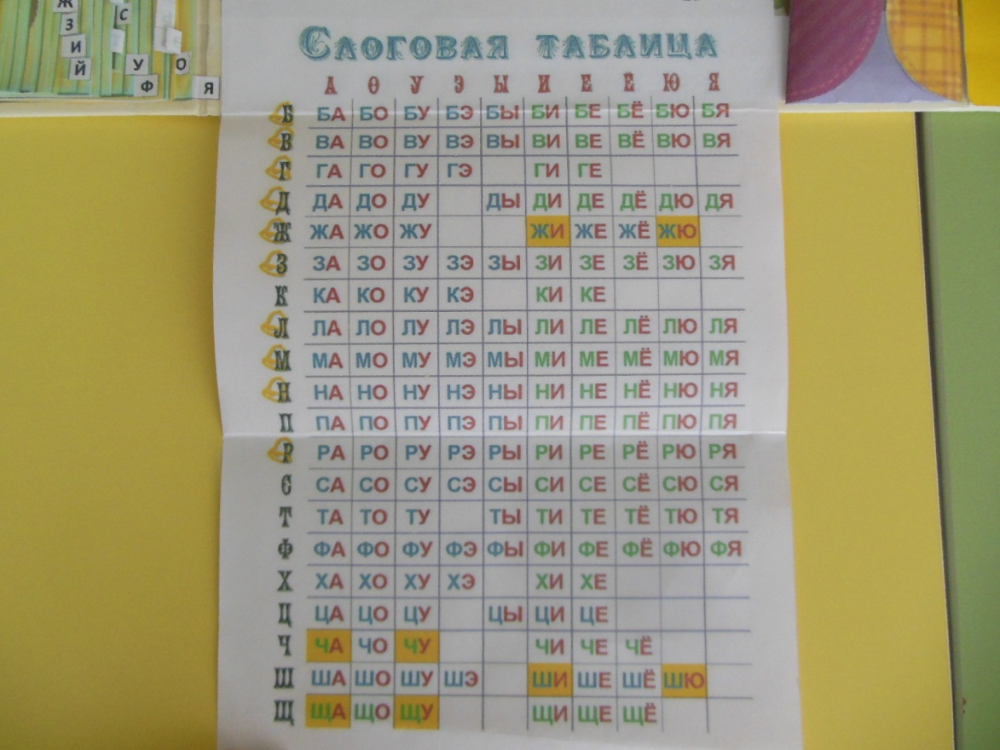 Ж
С
З
И
Й
У
О
Ф
Я
Слоговая таблица
А О У Э Ы И Е Ё Ю Я
Б БА БО БУ БЭ БЫ БИ БЕ БЁ БЮ БЯ
В ВА ВО ВУ ВЭ ВЫ ВИ ВЕ ВЁ ВЮ ВЯ
Г ГА ГО ГУ ГЭ ГИ ГЕ
Д ДА ДО ДУ ДЫ ДИ ДЕ ДЁ ДЮ ДЯ
Ж ЖА ЖО ЖУ ЖИ ЖЕ ЖЁ ЖЮ
З ЗА ЗО ЗУ ЗЭ ЗЫ ЗИ ЗЕ ЗЁ ЗЮ ЗЯ
К КА КО КУ КЭ КИ КЕ
Л ЛА ЛО ЛУ ЛЭ ЛЫ ЛИ ЛЕ ЛЁ ЛЮ ЛЯ
М МА МО МУ МЭ МЫ МИ МЕ МЁ МЮ МЯ
Н НА НО НУ НЭ НЫ НИ НЕ НЁ НЮ НЯ
П ПА ПО ПУ ПЭ ПЫ ПИ ПЕ ПЁ ПЮ ПЯ
Р РА РО РУ РЭ РЫ РИ РЕ РЁ РЮ РЯ
С СА СО СУ СЭ СЫ СИ СЕ СЁ СЮ СЯ
Т ТА ТО ТУ ТЫ ТИ ТЕ ТЁ ТЮ ТЯ
Ф ФА ФО ФУ ФЭ ФЫ ФИ ФЕ ФЁ ФЮ ФЯ
Х ХА ХО ХУ ХЭ ХИ ХЕ
Ц ЦА ЦО ЦУ ЦЫ ЦИ ЦЕ
Ч ЧА ЧО ЧУ ЧИ ЧЕ ЧЁ
Ш ША ШО ШУ ШЭ ШИ ШЕ ШЁ ШЮ
Щ ЩА ЩО ЩУ ЩИ ЩЕ ЩЁ